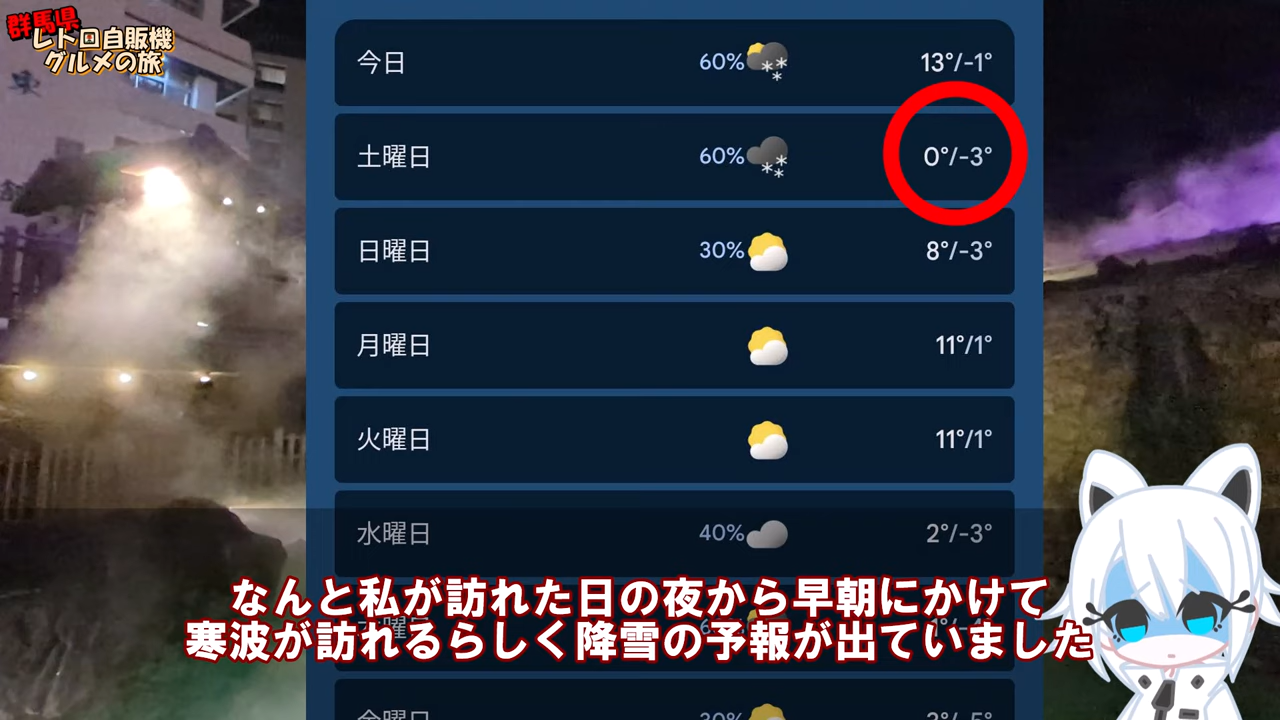 群馬県
レトロ自販機
グルメの旅
今日 60% 13°/-1°
土曜日 60% 0°/-3°
日曜日 30% 8°/-3°
月曜日 11°/1°
火曜日 11°/1°
水曜日 40% 2°/-3°
なんと私が訪れた日の夜から早朝にかけて
寒波が訪れるらしく降雪の予報が出ていました